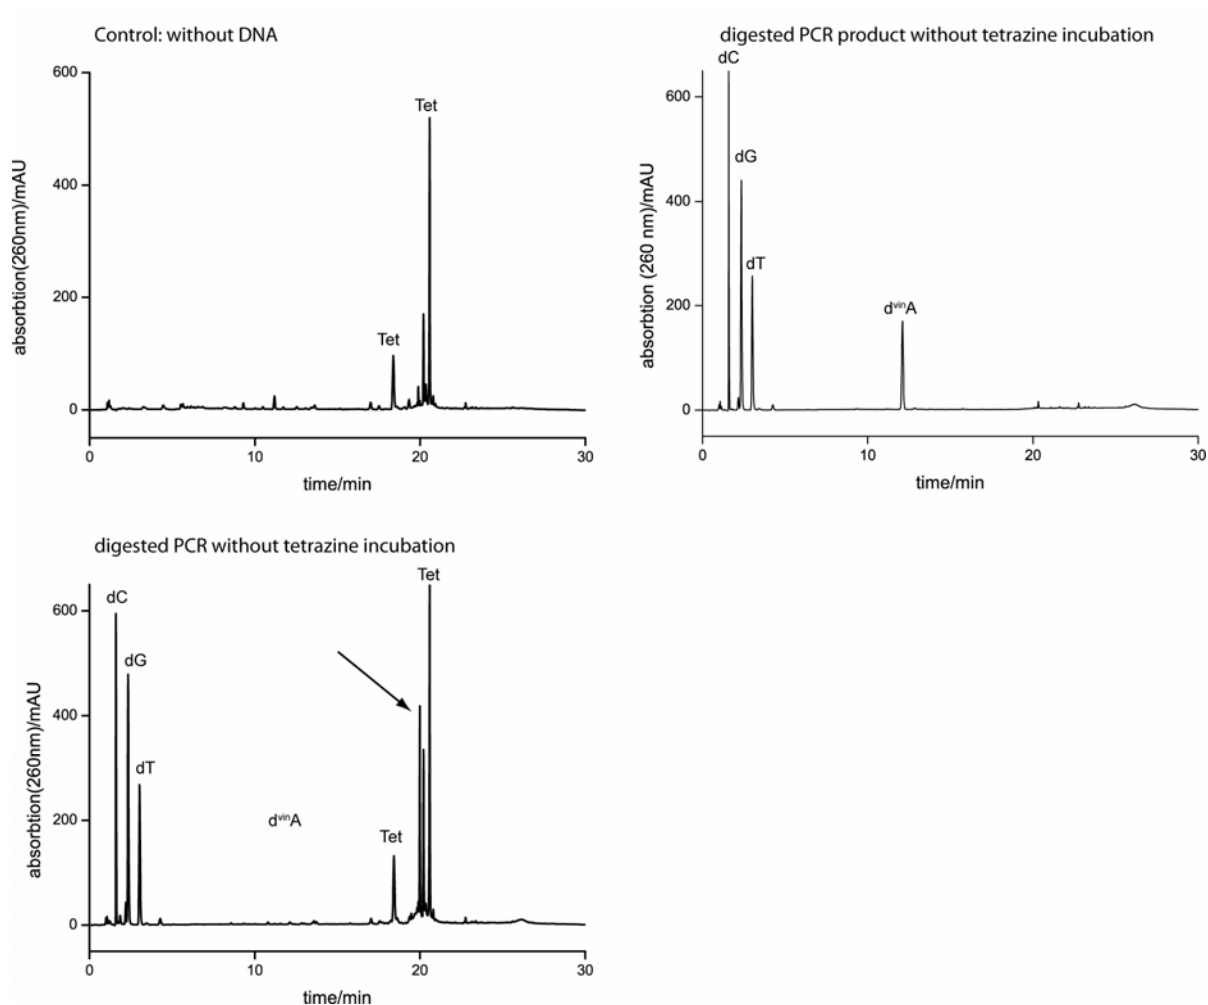 Control: without DNA
600
400
200
0
absorbtion(260nm)/mAU
Tet
Tet
0 10 20 30
time/min
digested PCR product without tetrazine incubation
600
400
200
0
absorbtion (260 nm)/mAU
dC
dG
dT
dvinA
0 10 20 30
time/min
digested PCR without tetrazine incubation
600
400
200
0
absorbtion(260nm)/mAU
dC
dG
dT
dvinA
Tet
Tet
0 10 20 30
time/min